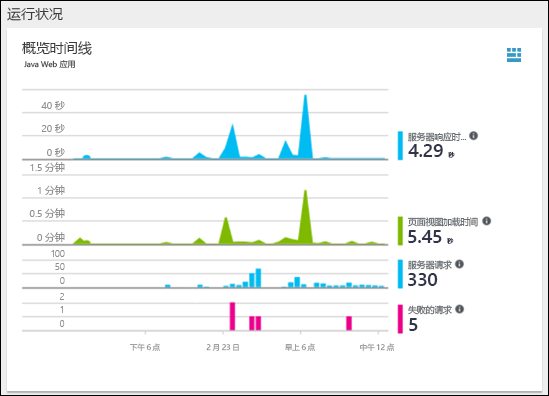 运行状况
概览时间线
Java Web 应用
40 秒
20 秒
0 秒
服务器响应时...
4.29 秒
1.5 分钟
1 分钟
0.5 分钟
0 分钟
页面视图加载时间
5.45 秒
100
50
0
服务器请求
330
2
1
0
失败的请求
5
下午 6 点
2 月 23 日
早上 6 点
中午 12 点